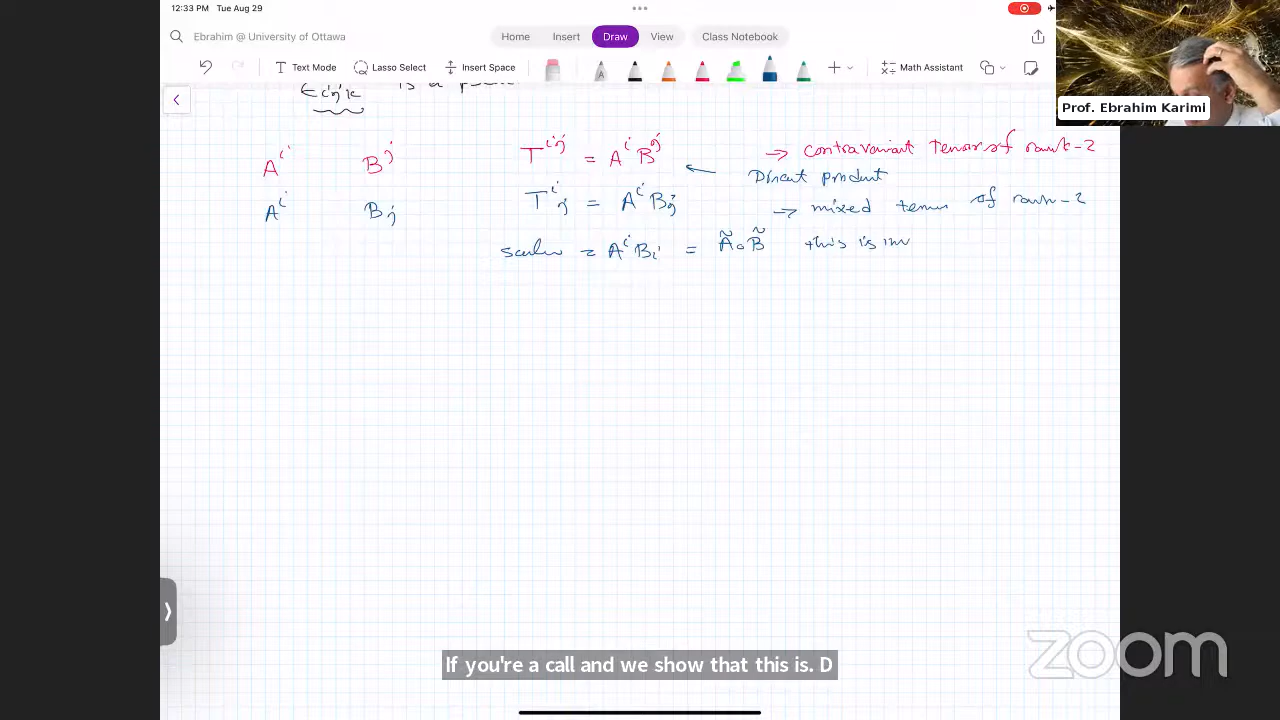 12:33 PM Tue Aug 29
Ebrahim @ University of Ottawa
Home Insert Draw View Class Notebook
Text Mode Lasso Select Insert Space Math Assistant
Prof. Ebrahim Karimi
ϵijk is a
A^i B^j T^{ij} = A^i B^j → contravariant tensor of rank-2
← Direct product
A^i B_j T^i_j = A^i B_j → mixed tensor of rank-2
scalar = A^i B_i = Ã∘B̃ this is inv
If you're a call and we show that this is. D
zoom